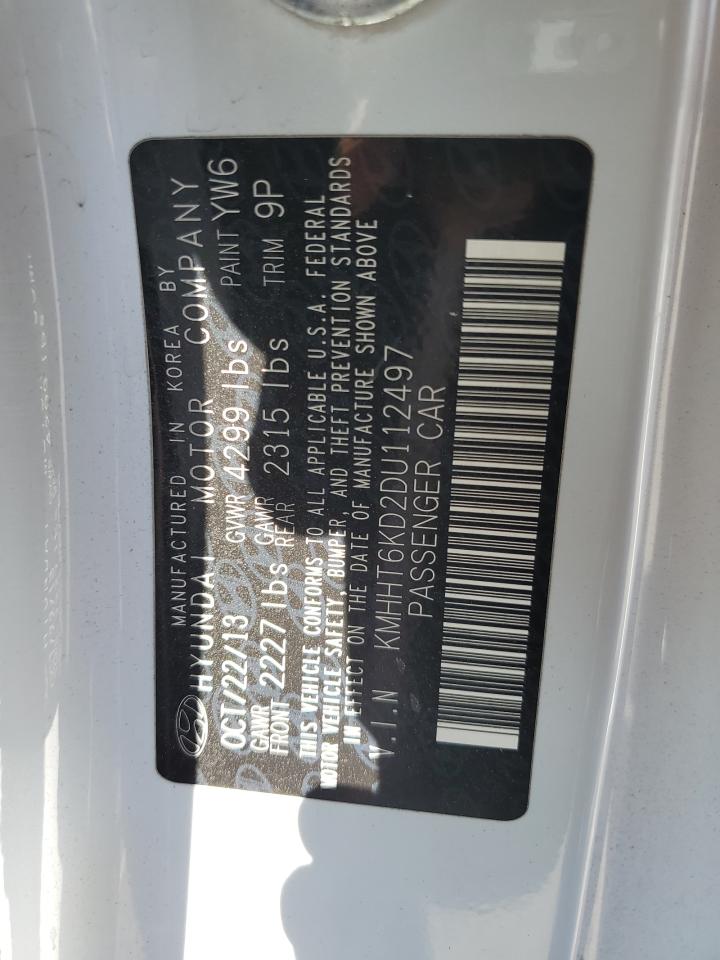 MANUFACTURED IN KOREA BY
HYUNDAI MOTOR COMPANY
OCT/22/13 GVWR 4299 lbs PAINT YW6
GAWR FRONT 2227 lbs GAWR REAR 2315 lbs TRIM 9P
THIS VEHICLE CONFORMS TO ALL APPLICABLE U.S.A. FEDERAL
MOTOR VEHICLE SAFETY, BUMPER, AND THEFT PREVENTION STANDARDS
IN EFFECT ON THE DATE OF MANUFACTURE SHOWN ABOVE
V.I.N KMHHT6KD2DU112497
PASSENGER CAR